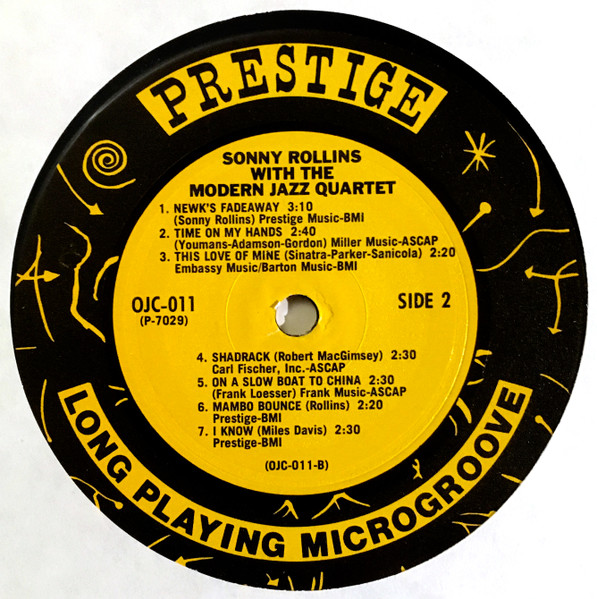 PRESTIGE
SONNY ROLLINS
WITH THE
MODERN JAZZ QUARTET
1. NEWK'S FADEAWAY 3:10
(Sonny Rollins) Prestige Music-BMI
2. TIME ON MY HANDS 2:40
(Youmans-Adamson-Gordon) Miller Music-ASCAP
3. THIS LOVE OF MINE (Sinatra-Parker-Sanicola) 2:20
Embassy Music/Barton Music-BMI
OJC-011
(P-7029)
SIDE 2
4. SHADRACK (Robert MacGimsey) 2:30
Carl Fischer, Inc.-ASCAP
5. ON A SLOW BOAT TO CHINA 2:30
(Frank Loesser) Frank Music-ASCAP
6. MAMBO BOUNCE (Rollins) 2:20
Prestige-BMI
7. I KNOW (Miles Davis) 2:30
Prestige-BMI
(OJC-011-B)
LONG PLAYING MICROGROOVE